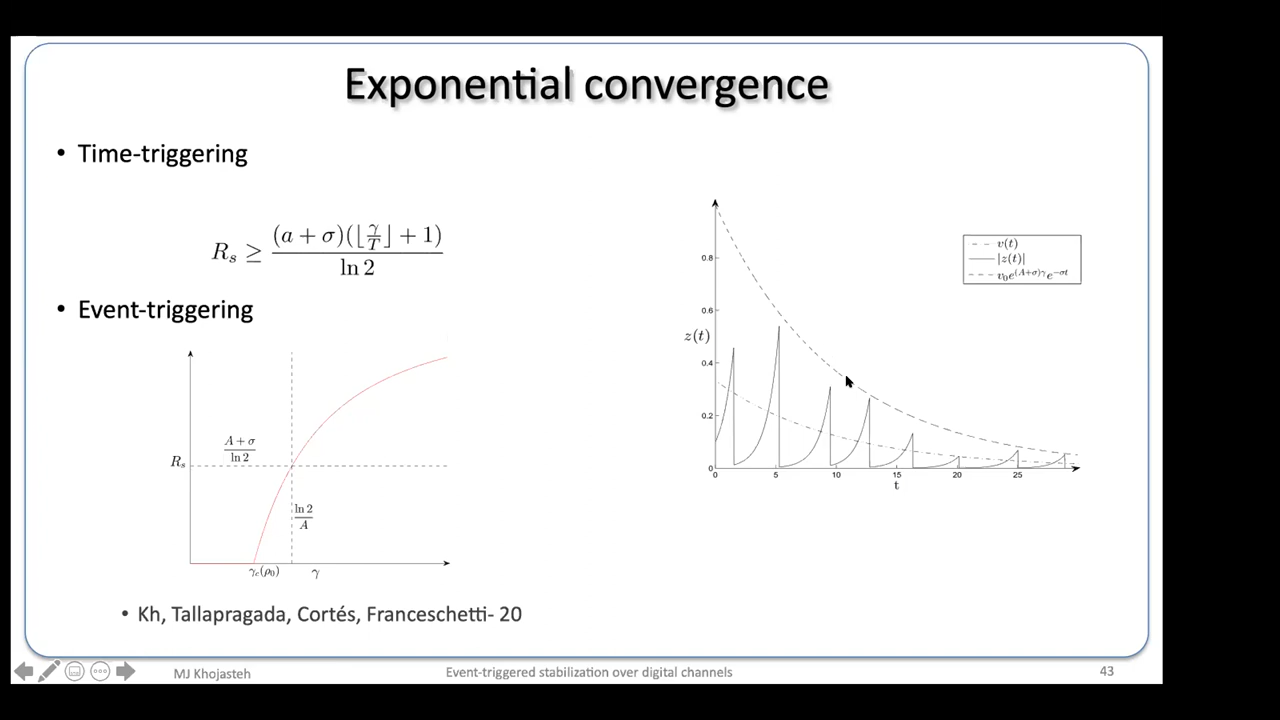 Exponential convergence
• Time-triggering
R_s ≥ (a + σ)(⌊γ/T⌋ + 1) / ln 2
• Event-triggering
R_s
A + σ / ln 2
ln 2 / A
γ_c(ρ_0)
γ
• Kh, Tallapragada, Cortés, Franceschetti- 20
z(t)
0.8
0.6
0.4
0.2
0
0 5 10 15 20 25
t
v(t)
|z(t)|
v_0e^{(A+σ)γ}e^{−σt}
MJ Khojasteh
Event-triggered stabilization over digital channels
43